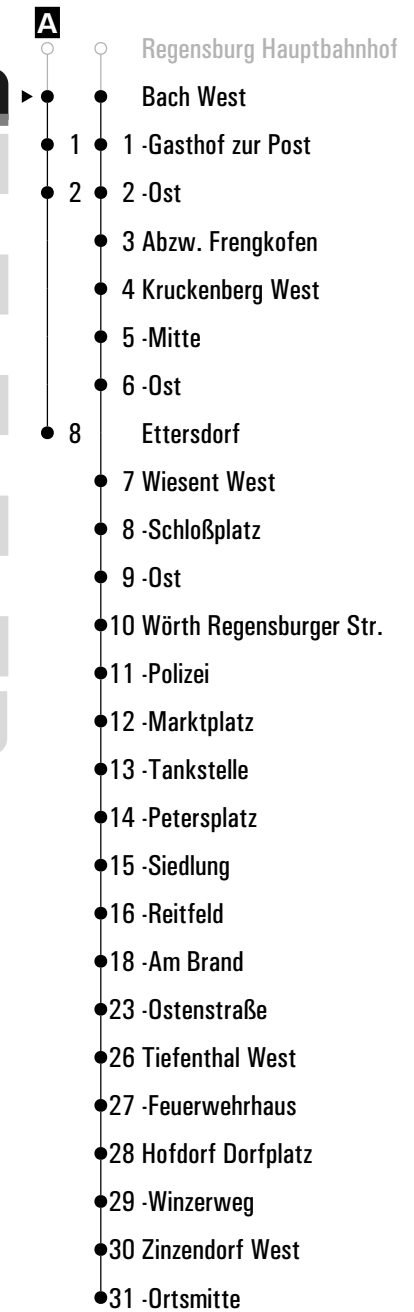 A
Regensburg Hauptbahnhof
Bach West
1 1 -Gasthof zur Post
2 2 -Ost
3 Abzw. Frengkofen
4 Kruckenberg West
5 -Mitte
6 -Ost
8 Ettersdorf
7 Wiesent West
8 -Schloßplatz
9 -Ost
10 Wörth Regensburger Str.
11 -Polizei
12 -Marktplatz
13 -Tankstelle
14 -Petersplatz
15 -Siedlung
16 -Reitfeld
18 -Am Brand
23 -Ostenstraße
26 Tiefenthal West
27 -Feuerwehrhaus
28 Hofdorf Dorfplatz
29 -Winzerweg
30 Zinzendorf West
31 -Ortsmitte